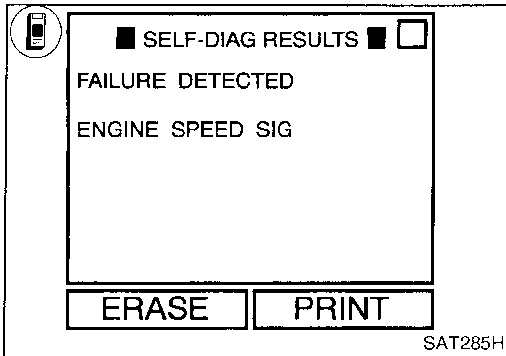 ■ SELF-DIAG RESULTS ■
FAILURE DETECTED
ENGINE SPEED SIG
ERASE
PRINT
SAT285H